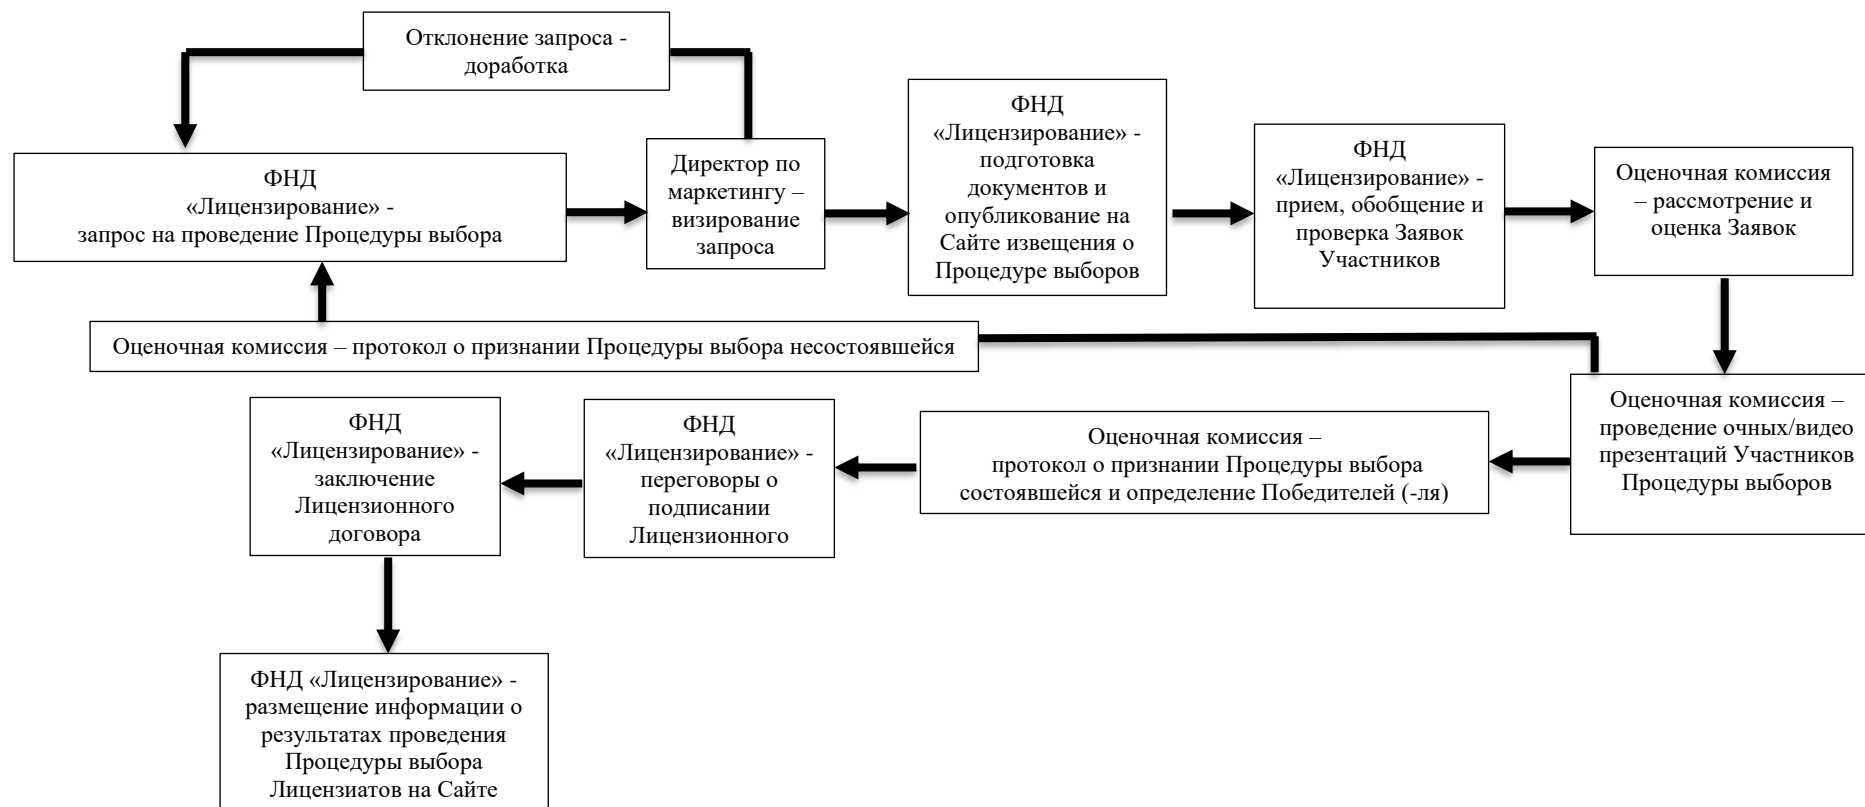 Отклонение запроса -
доработка
ФНД
«Лицензирование» -
запрос на проведение Процедуры выбора
Директор по
маркетингу –
визирование
запроса
ФНД
«Лицензирование» -
подготовка
документов и
опубликование на
Сайте извещения о
Процедуре выборов
ФНД
«Лицензирование» -
прием, обобщение и
проверка Заявок
Участников
Оценочная комиссия
– рассмотрение и
оценка Заявок
Оценочная комиссия – протокол о признании Процедуры выбора несостоявшейся
Оценочная комиссия –
проведение очных/видео
презентаций Участников
Процедуры выборов
Оценочная комиссия –
протокол о признании Процедуры выбора
состоявшейся и определение Победителей (-ля)
ФНД
«Лицензирование» -
переговоры о
подписании
Лицензионного
ФНД
«Лицензирование» -
заключение
Лицензионного
договора
ФНД «Лицензирование» -
размещение информации о
результатах проведения
Процедуры выбора
Лицензиатов на Сайте